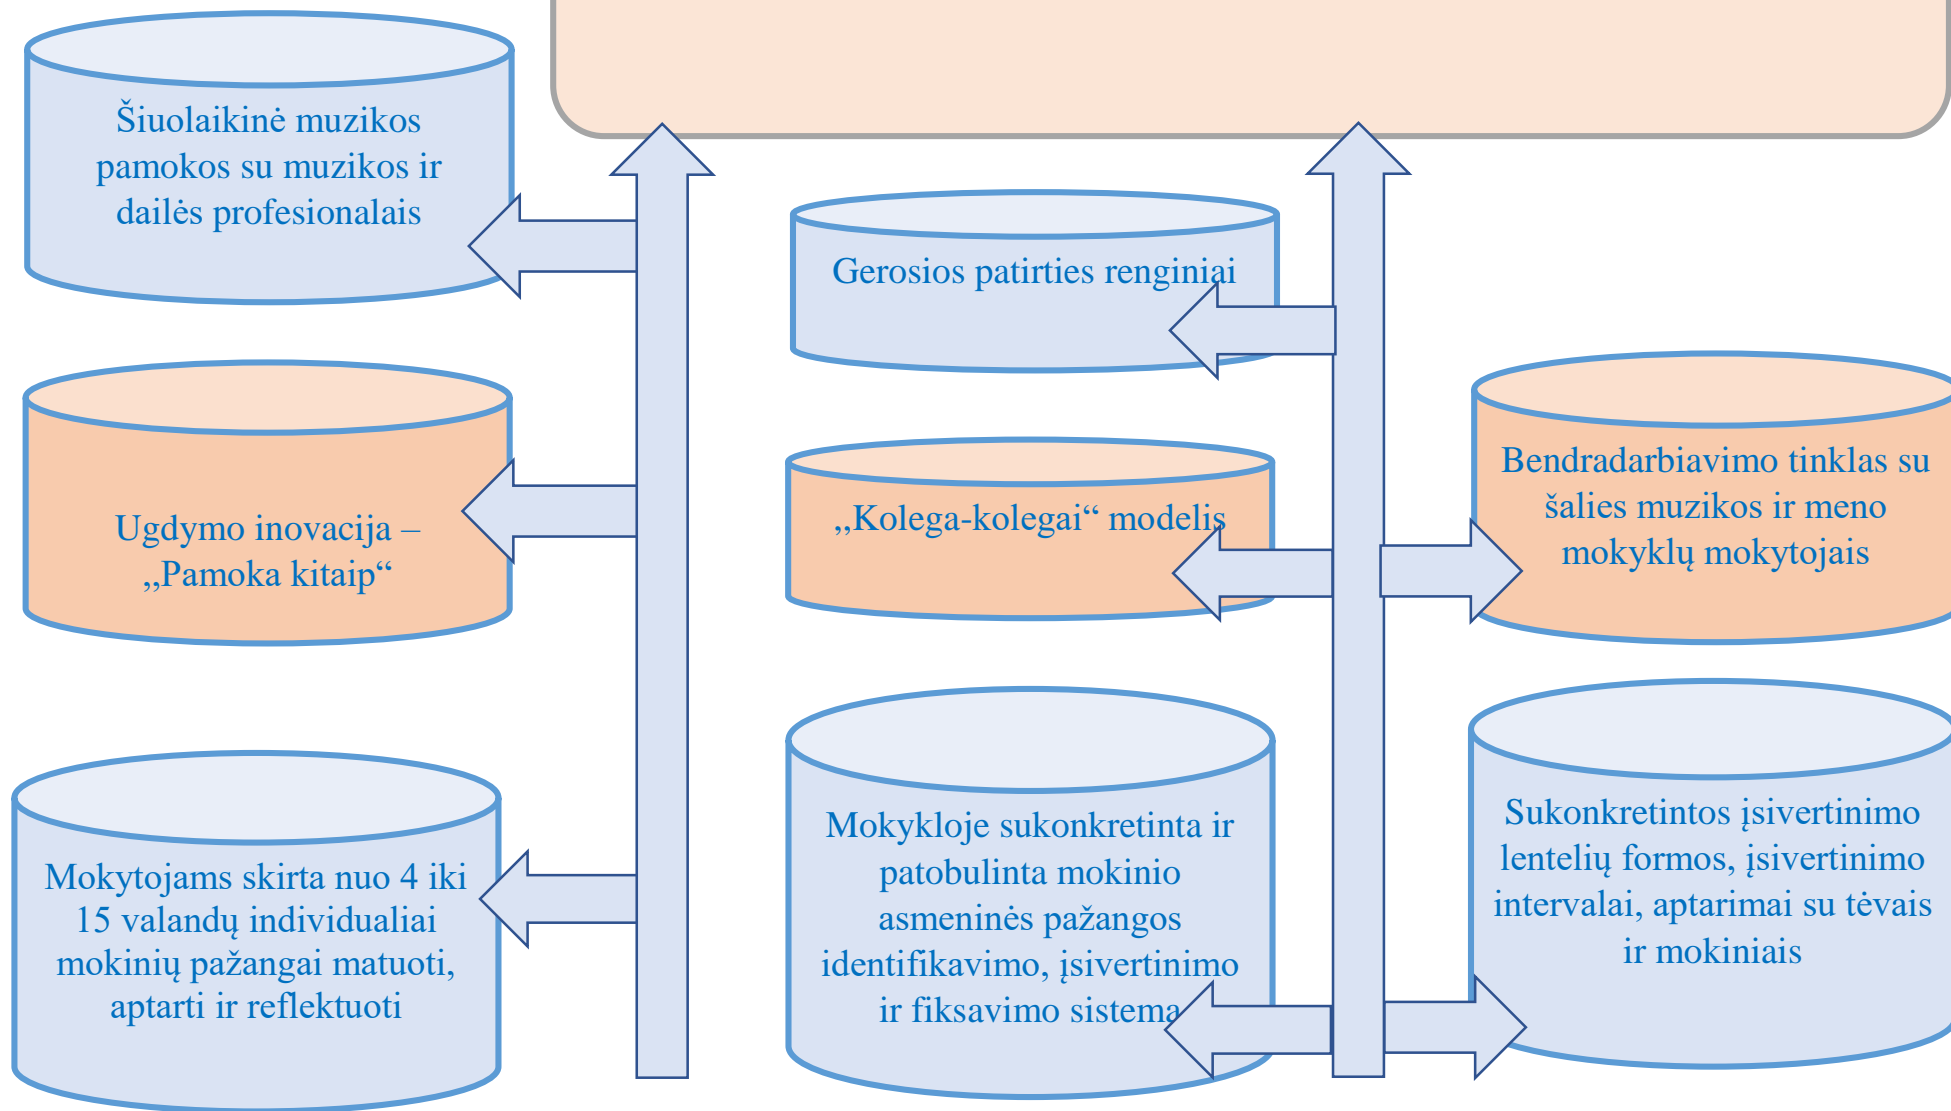 Šiuolaikinė muzikos
pamokos su muzikos ir
dailės profesionalais
Ugdymo inovacija –
,,Pamoka kitaip“
Mokytojams skirta nuo 4 iki
15 valandų individualiai
mokinių pažangai matuoti,
aptarti ir reflektuoti
Gerosios patirties renginiai
,,Kolega-kolegai“ modelis
Mokykloje sukonkretinta ir
patobulinta mokinio
asmeninės pažangos
identifikavimo, įsivertinimo
ir fiksavimo sistema
Bendradarbiavimo tinklas su
šalies muzikos ir meno
mokyklų mokytojais
Sukonkretintos įsivertinimo
lentelių formos, įsivertinimo
intervalai, aptarimai su tėvais
ir mokiniais